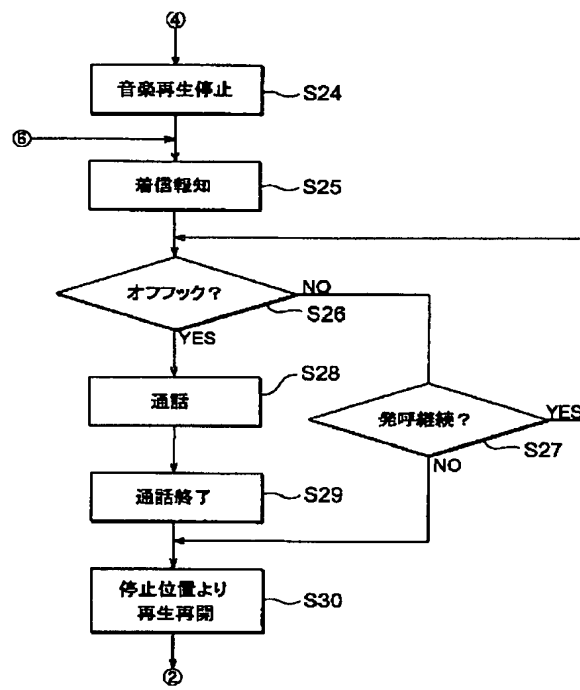 ④
音楽再生停止 S24
⑥
着信報知 S25
オフフック? NO
S26
YES
通話 S28
発呼継続? YES
S27
NO
通話終了 S29
停止位置より
再生再開 S30
②